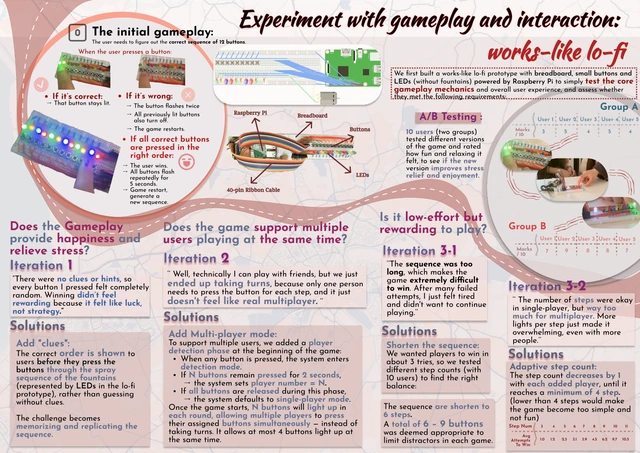 Experiment with gameplay and interaction:
works-like lo-fi
0
The initial gameplay:
The user needs to figure out the correct sequence of 12 buttons.
When the user presses a button:
• If it's correct:
→ That button stays lit.
• If it's wrong:
→ The button flashes twice
→ All previously lit buttons
also turn off.
→ The game restarts.
• If all correct buttons
are pressed in the
right order:
→ The user wins.
→ All buttons flash
repeatedly for
5 seconds.
→ Game restart,
generate a
new sequence.
Raspberry Pi
Breadboard
Buttons
LEDs
40-pin Ribbon Cable
We first built a works-like lo-fi prototype with breadboard, small buttons and
LEDs (without fountains) powered by Raspberry Pi to simply test the core
gameplay mechanics and overall user experience, and assess whether
they met the following requirements.
A/B Testing :
10 users (two groups)
tested different
versions of the game
and rated
how fun and relaxing it
felt, to see if the new
version improves stress
relief and enjoyment.
Group A
Marks
/ 10
Group B
Marks
/ 10
Does the Gameplay
provide happiness and
relieve stress?
Iteration 1
"There were no clues or hints, so
every button I pressed felt completely
random. Winning didn't feel
rewarding because it felt like luck,
not strategy."
Solutions
Add "clues":
The correct order is shown to
users before they press the
buttons through the spray
sequence of the fountains
(represented by LEDs in the lo-fi
prototype), rather than guessing
without clues.
The challenge becomes
memorizing and replicating the
sequence.
Does the game support multiple
users playing at the same time?
Iteration 2
" Well, technically I can play with friends, but we just
ended up taking turns, because only one person
needs to press the button for each step, and it just
doesn't feel like real multiplayer. "
Solutions
Add Multi-player mode:
To support multiple users, we added a player
detection phase at the beginning of the game:
• When any button is pressed, the system enters
detection mode.
• If N buttons remain pressed for 2 seconds,
→ the system sets player number = N.
• If all buttons are released during this phase,
→ the system defaults to single-player mode.
Once the game starts, N buttons will light up in
each round, allowing multiple players to press
their assigned buttons simultaneously — instead of
taking turns. It allows at most 4 buttons light up at
the same time.
Is it low-effort but
rewarding to play?
Iteration 3-1
"The sequence was too
long, which makes the
game extremely difficult
to win. After many failed
attempts, I just felt tired
and didn't want to continue
playing."
Solutions
Shorten the sequence:
We wanted players to win in
about 3 tries, so we tested
different step counts (with
10 users) to find the right
balance:
The sequence are shorten to
6 steps.
A total of 6 – 9 buttons
was deemed appropriate to
limit distractors in each game.
Iteration 3-2
" The number of steps were okay
in single-player, but way too
much for multiplayer. More
lights per step just made it
overwhelming, even with more
people."
Solutions
Adaptive step count:
The step count decreases by 1
with each added player, until it
reaches a minimum of 4 step.
(lower than 4 steps would make
the game become too simple and
not fun)
Step Num
Avg
Attempts
To Win